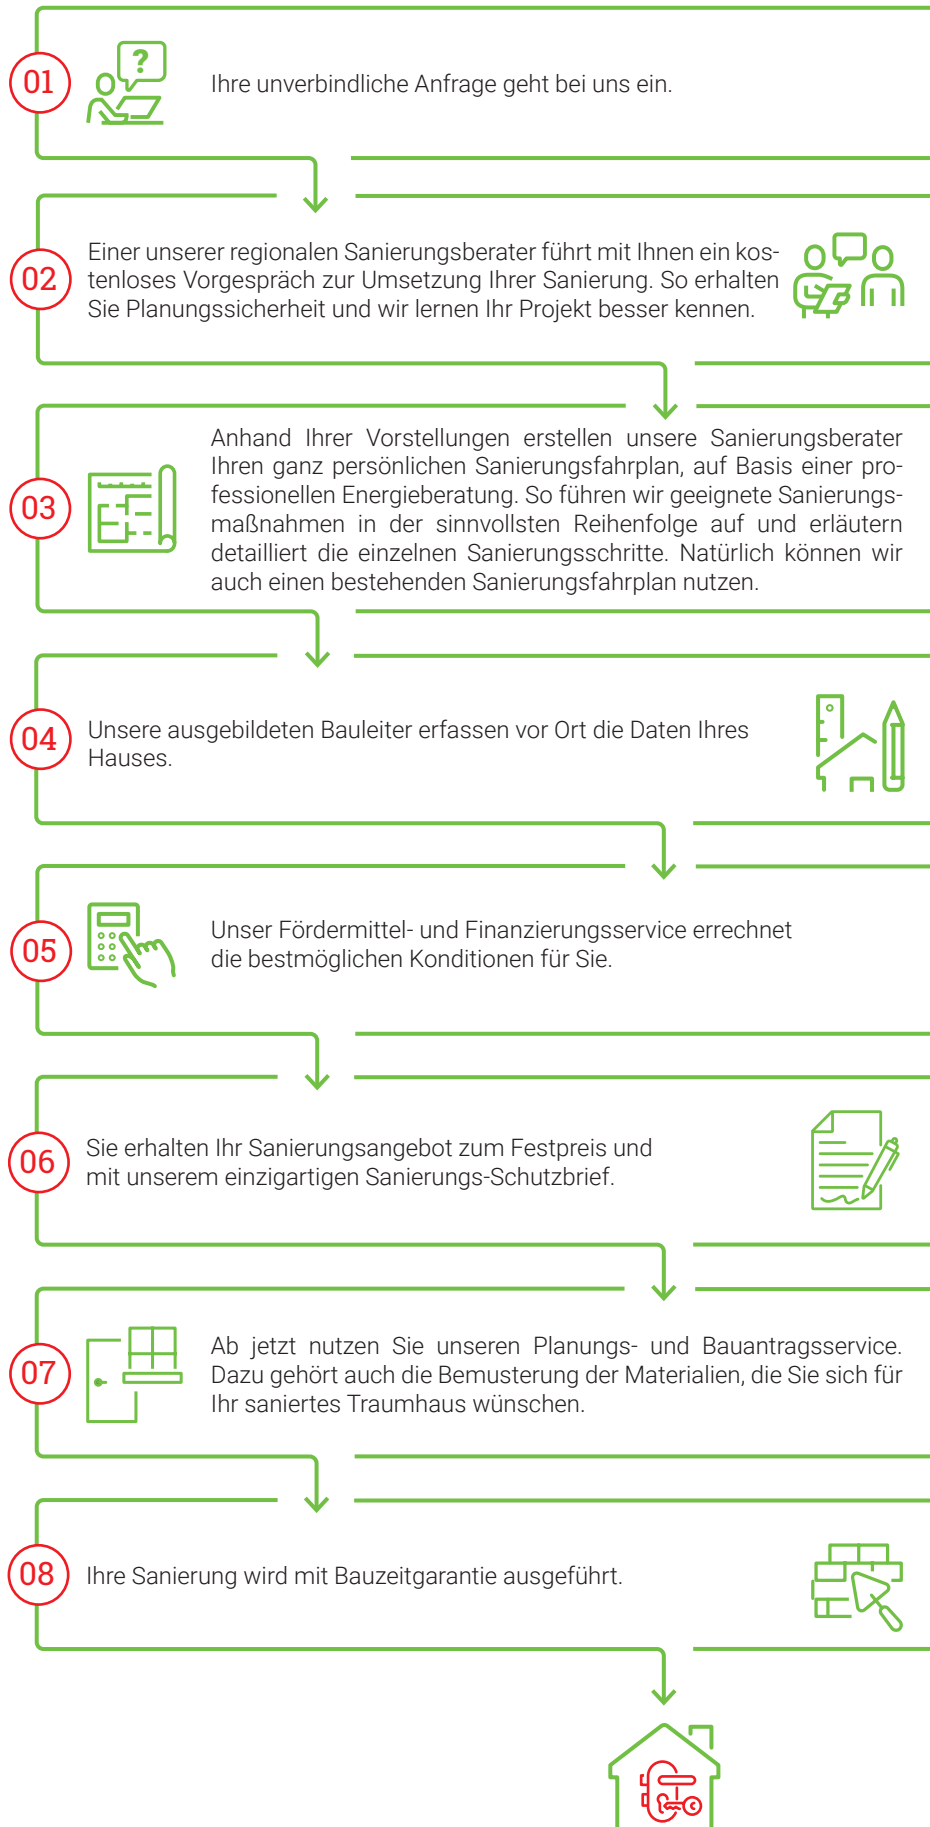 01
?
Ihre unverbindliche Anfrage geht bei uns ein.
02
Einer unserer regionalen Sanierungsberater führt mit Ihnen ein kos-
tenloses Vorgespräch zur Umsetzung Ihrer Sanierung. So erhalten
Sie Planungssicherheit und wir lernen Ihr Projekt besser kennen.
03
Anhand Ihrer Vorstellungen erstellen unsere Sanierungsberater
Ihren ganz persönlichen Sanierungsfahrplan, auf Basis einer pro-
fessionellen Energieberatung. So führen wir geeignete Sanierungs-
maßnahmen in der sinnvollsten Reihenfolge auf und erläutern
detailliert die einzelnen Sanierungsschritte. Natürlich können wir
auch einen bestehenden Sanierungsfahrplan nutzen.
04
Unsere ausgebildeten Bauleiter erfassen vor Ort die Daten Ihres
Hauses.
05
Unser Fördermittel- und Finanzierungsservice errechnet
die bestmöglichen Konditionen für Sie.
06
Sie erhalten Ihr Sanierungsangebot zum Festpreis und
mit unserem einzigartigen Sanierungs-Schutzbrief.
07
Ab jetzt nutzen Sie unseren Planungs- und Bauantragsservice.
Dazu gehört auch die Bemusterung der Materialien, die Sie sich für
Ihr saniertes Traumhaus wünschen.
08
Ihre Sanierung wird mit Bauzeitgarantie ausgeführt.